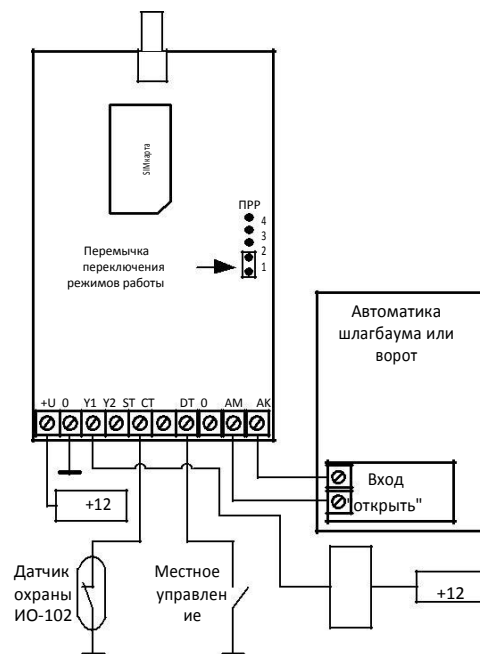 SIMкарта
ПРР
4
3
2
1
Перемычка
переключения
режимов работы
Автоматика
шлагбаума или
ворот
+U 0 Y1 Y2 ST CT DT 0 AM AK
Вход
"открыть"
+12
Датчик
охраны
ИО-102
Местное
управлен
ие
+12